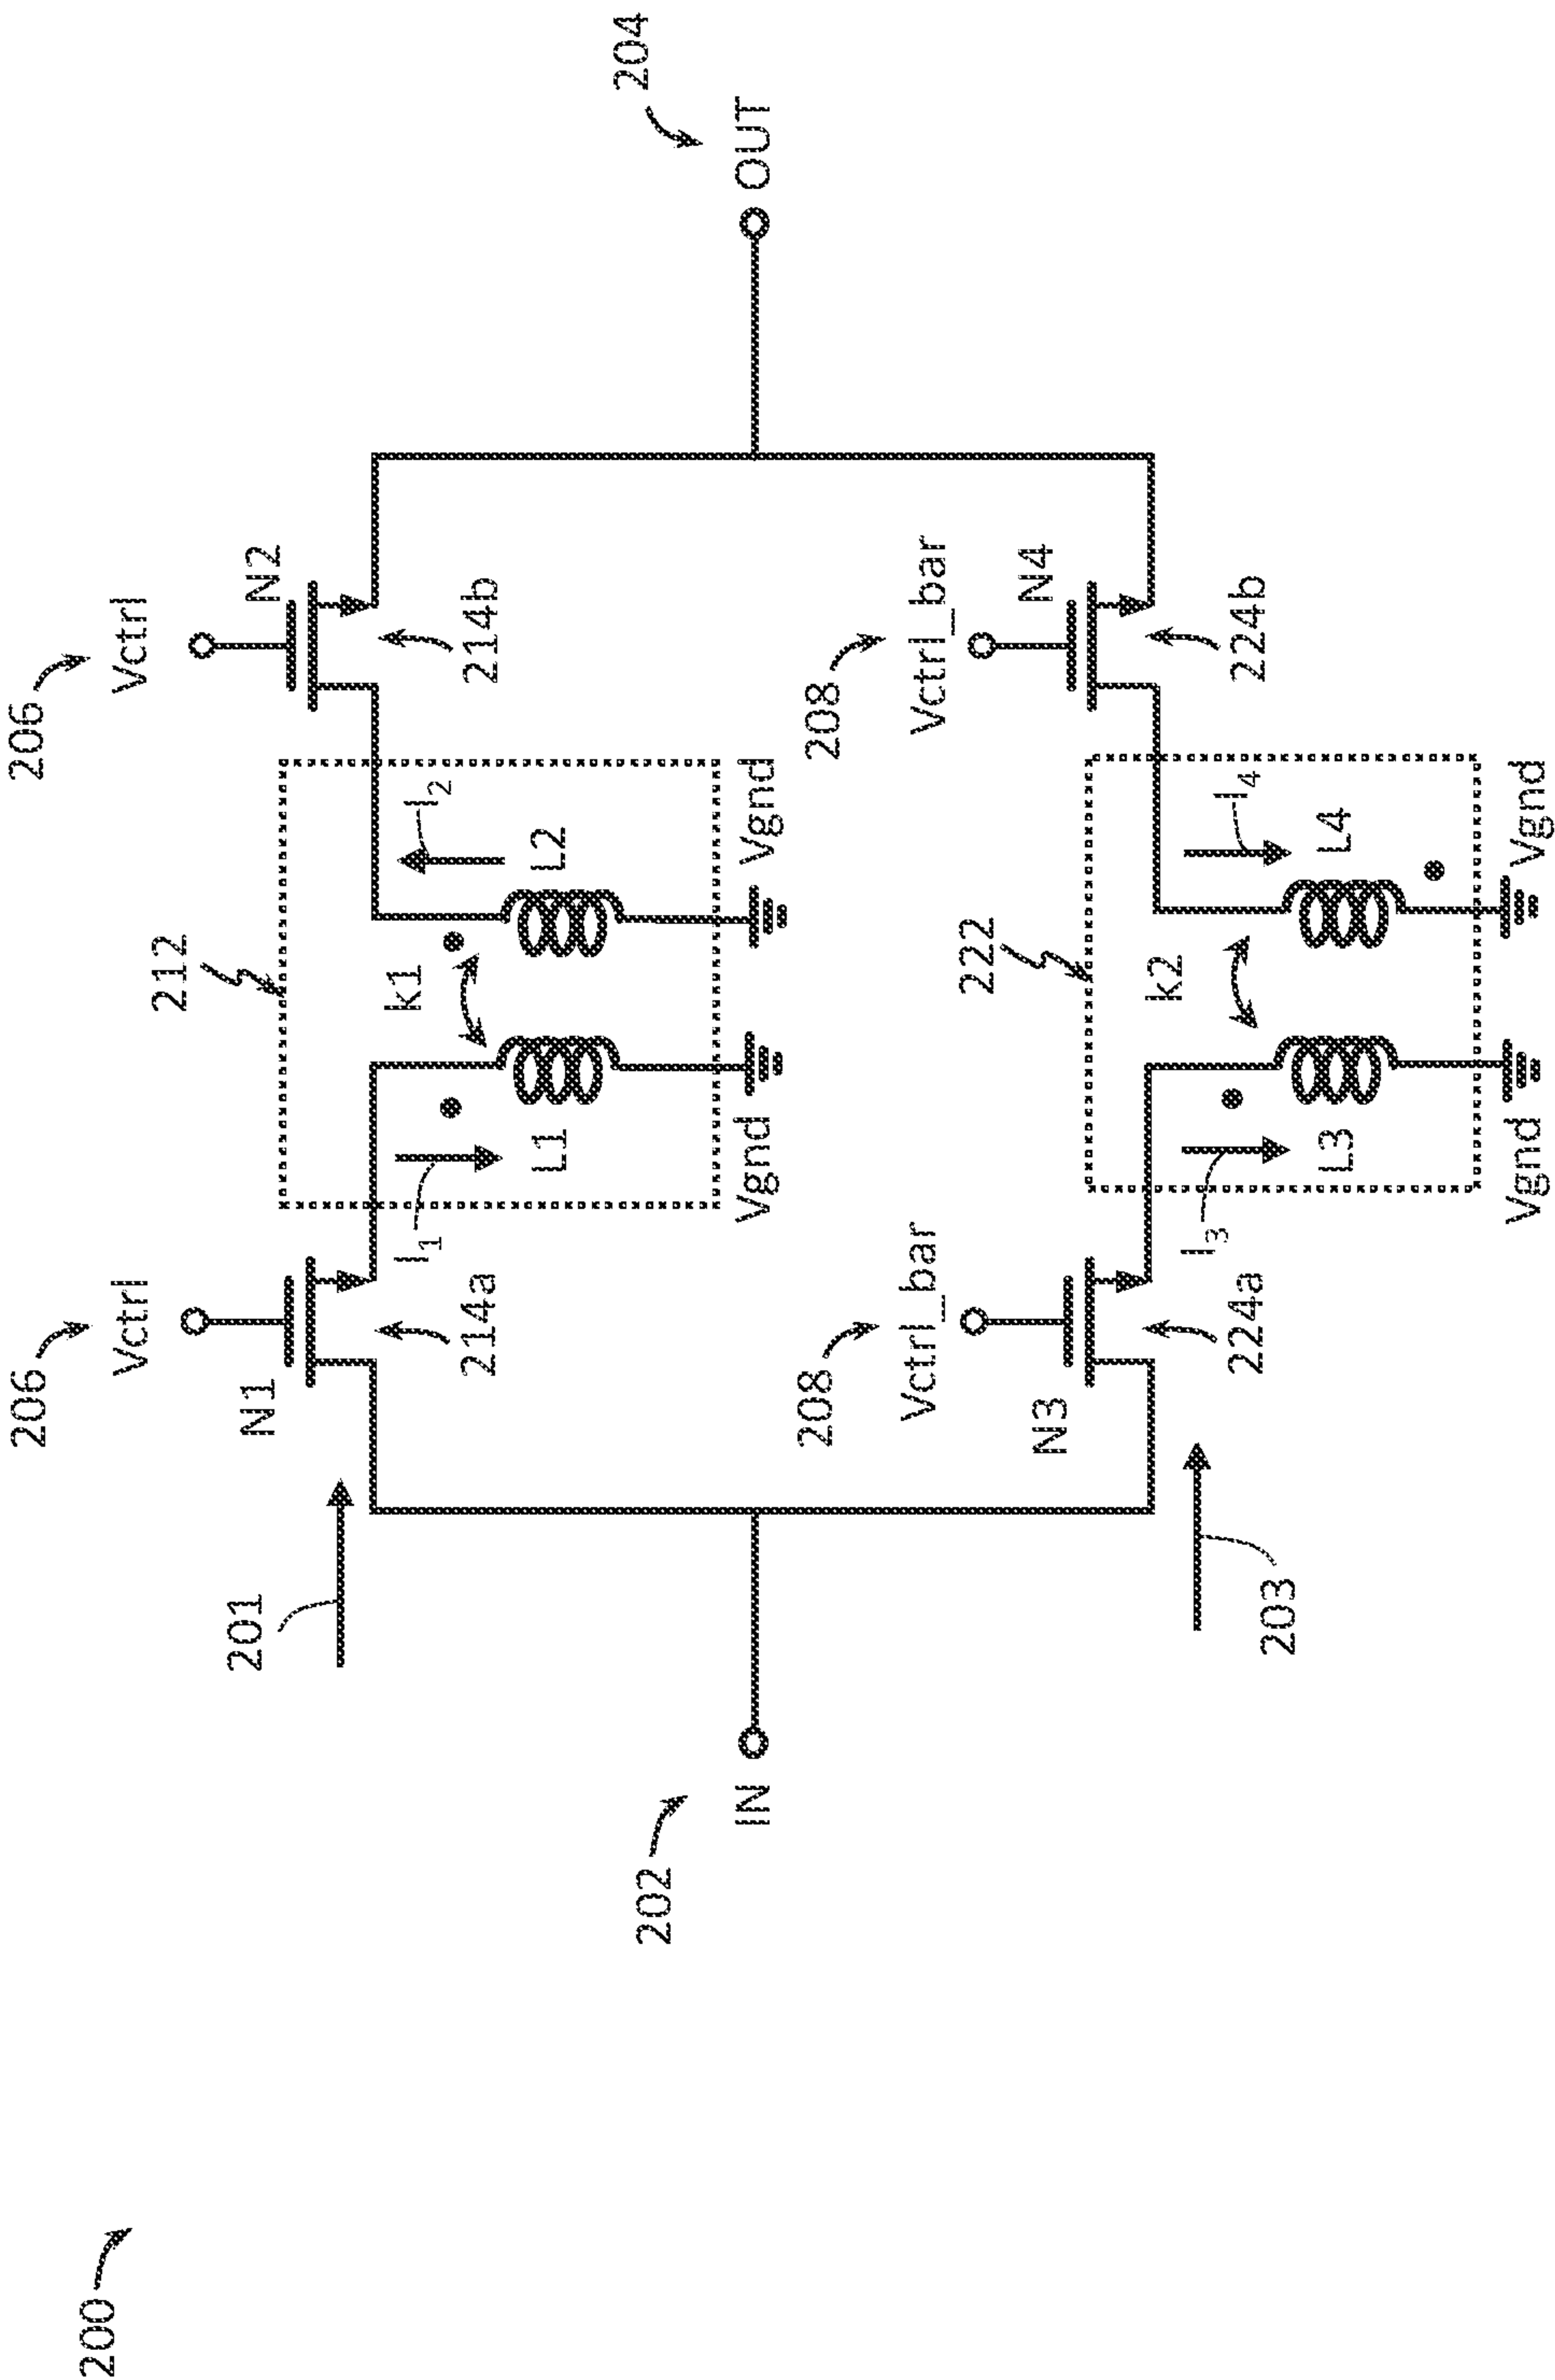 200
206
Vctrl
N1
214a
201
206
Vctrl
N2
214b
212
I1
L1
k1
I2
L2
Vgnd
Vgnd
202
IN
204
OUT
208
Vctrl_bar
N3
224a
203
208
Vctrl_bar
N4
224b
222
I3
L3
k2
I4
L4
Vgnd
Vgnd